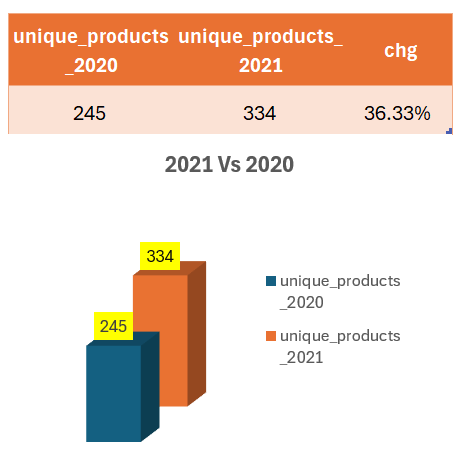 unique_products unique_products_ chg
_2020 2021
245 334 36.33%
2021 Vs 2020
334
245
unique_products
_2020
unique_products
_2021